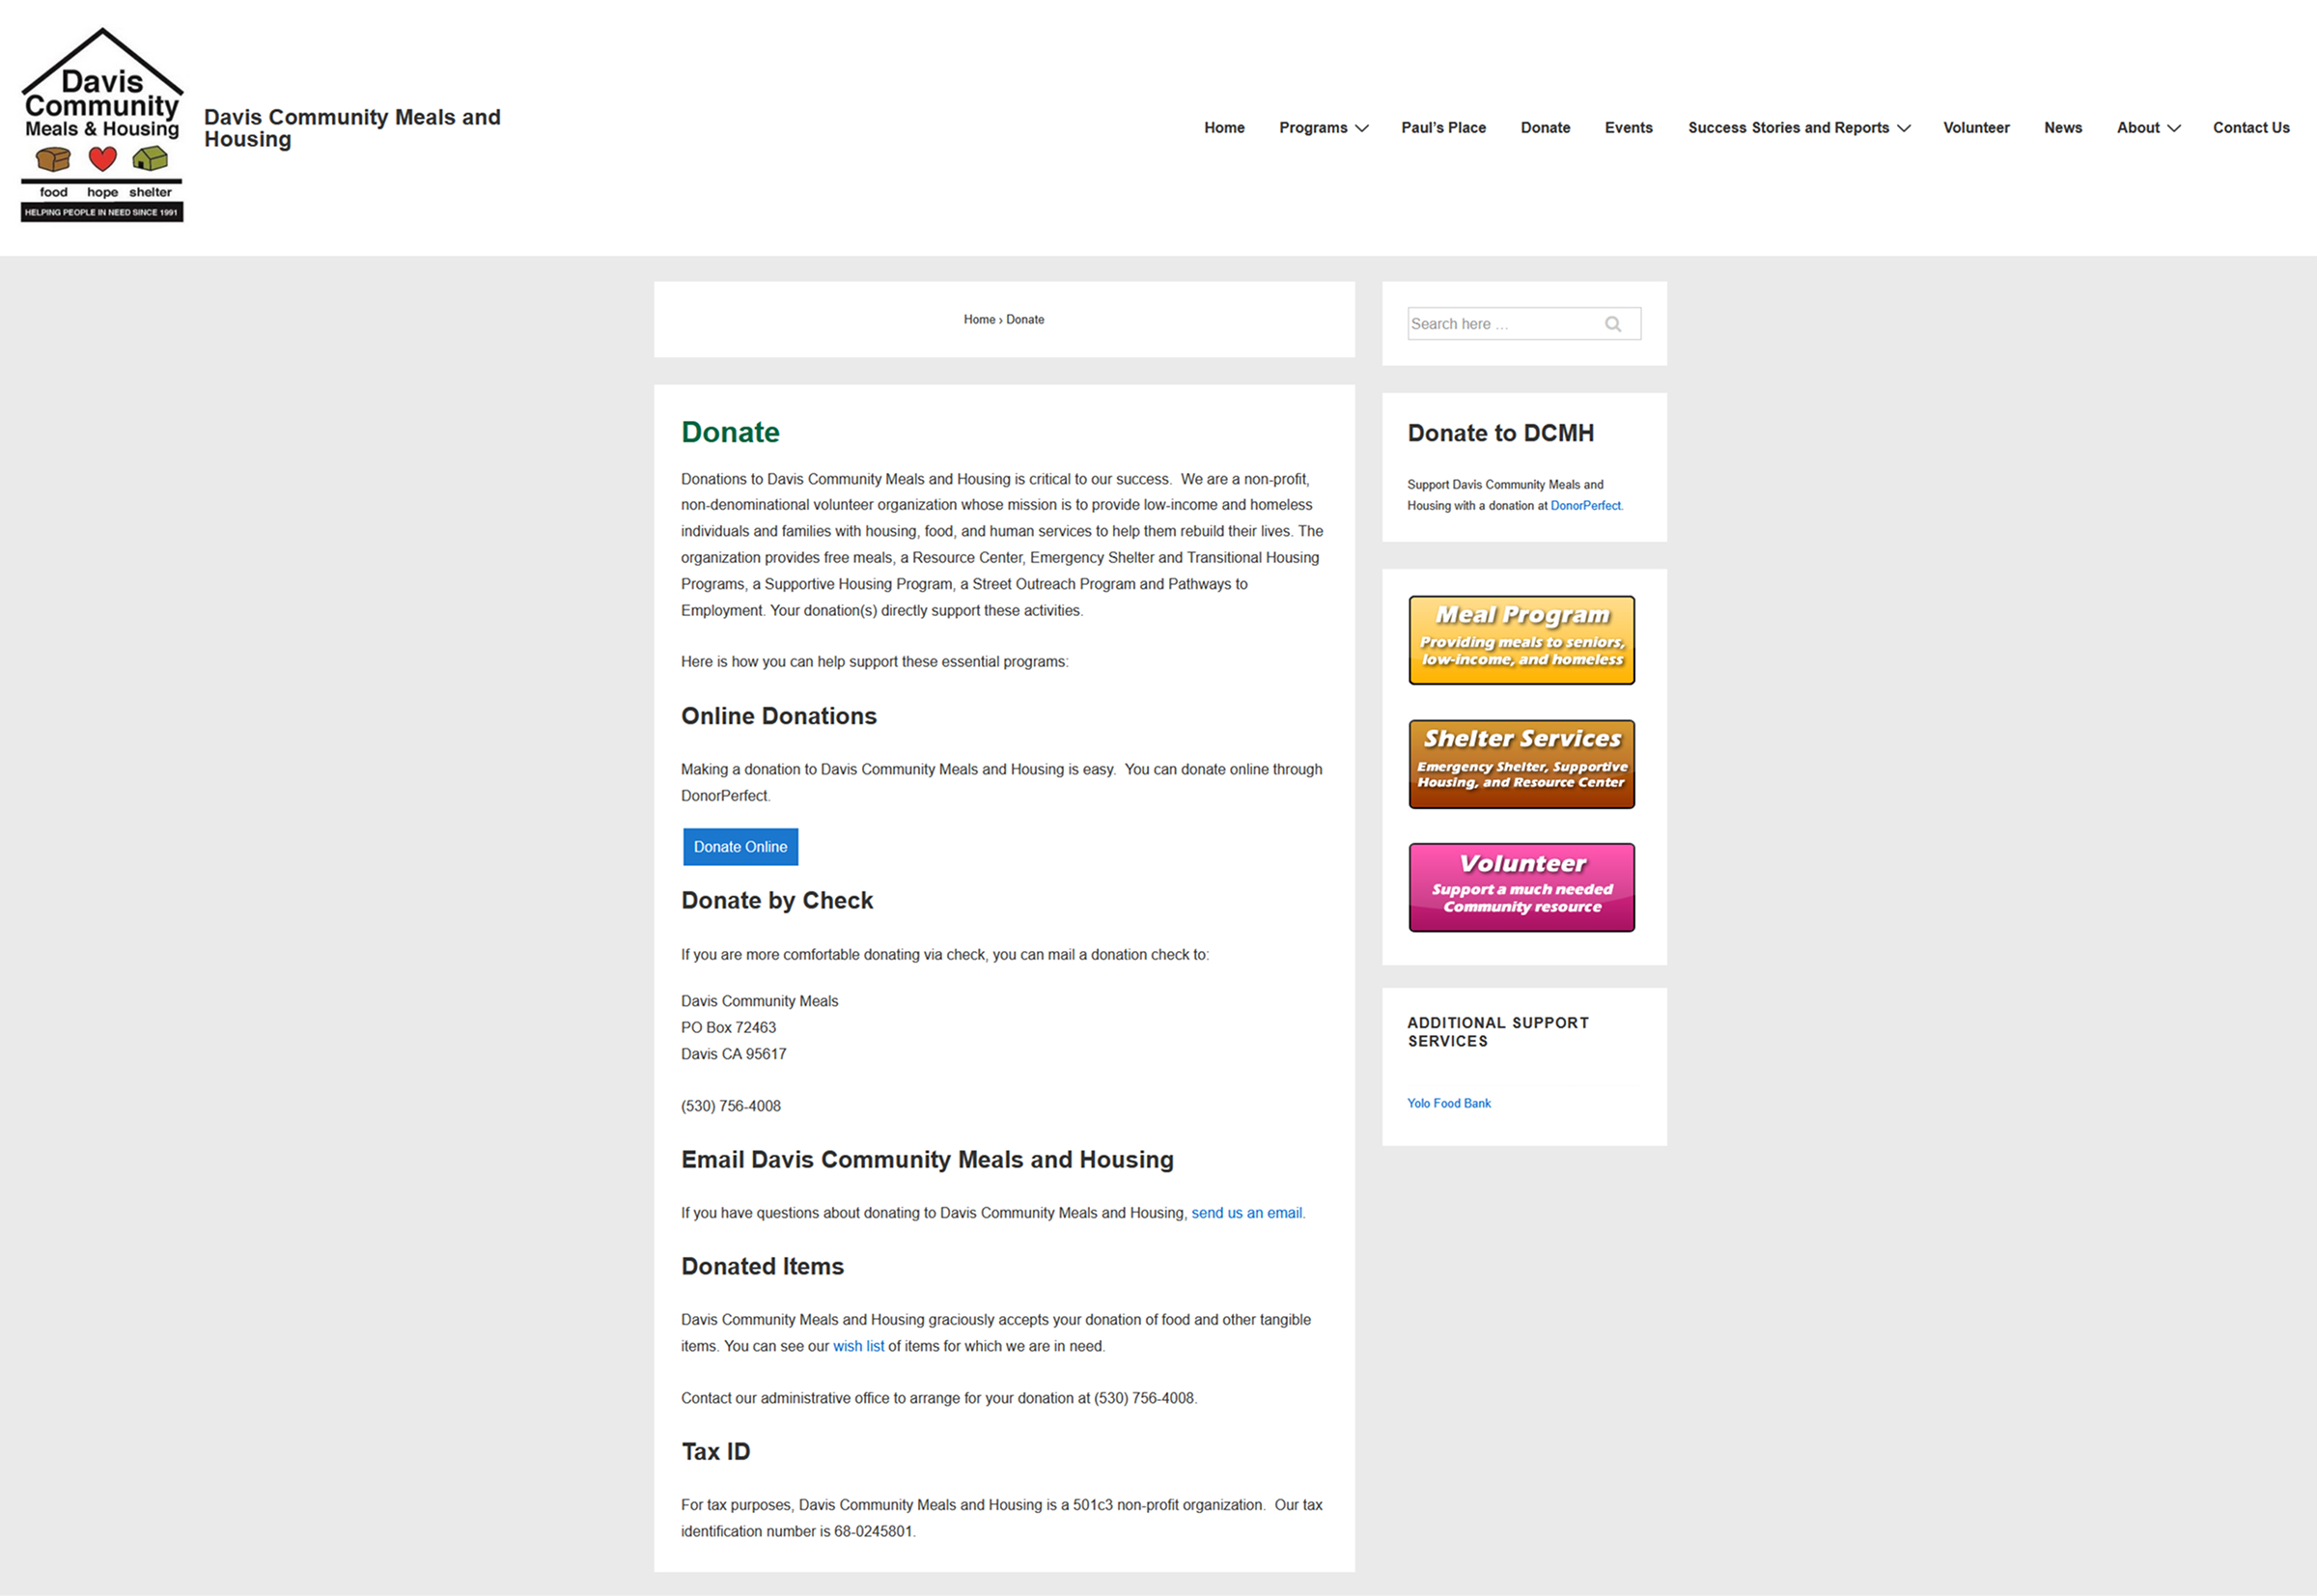 Davis
Community
Meals & Housing
food hope shelter
HELPING PEOPLE IN NEED SINCE 1991
Davis Community Meals and
Housing
Home Programs Paul's Place Donate Events Success Stories and Reports Volunteer News About Contact Us
Home › Donate
Donate
Donations to Davis Community Meals and Housing is critical to our success.  We are a non-profit,
non-denominational volunteer organization whose mission is to provide low-income and homeless
individuals and families with housing, food, and human services to help them rebuild their lives. The
organization provides free meals, a Resource Center, Emergency Shelter and Transitional Housing
Programs, a Supportive Housing Program, a Street Outreach Program and Pathways to
Employment. Your donation(s) directly support these activities.
Here is how you can help support these essential programs:
Online Donations
Making a donation to Davis Community Meals and Housing is easy.  You can donate online through
DonorPerfect.
Donate Online
Donate by Check
If you are more comfortable donating via check, you can mail a donation check to:
Davis Community Meals
PO Box 72463
Davis CA 95617
(530) 756-4008
Email Davis Community Meals and Housing
If you have questions about donating to Davis Community Meals and Housing, send us an email.
Donated Items
Davis Community Meals and Housing graciously accepts your donation of food and other tangible
items. You can see our wish list of items for which we are in need.
Contact our administrative office to arrange for your donation at (530) 756-4008.
Tax ID
For tax purposes, Davis Community Meals and Housing is a 501c3 non-profit organization.  Our tax
identification number is 68-0245801.
Search here …
Donate to DCMH
Support Davis Community Meals and
Housing with a donation at DonorPerfect.
Meal Program
Providing meals to seniors,
low-income, and homeless
Shelter Services
Emergency Shelter, Supportive
Housing, and Resource Center
Volunteer
Support a much needed
Community resource
ADDITIONAL SUPPORT
SERVICES
Yolo Food Bank